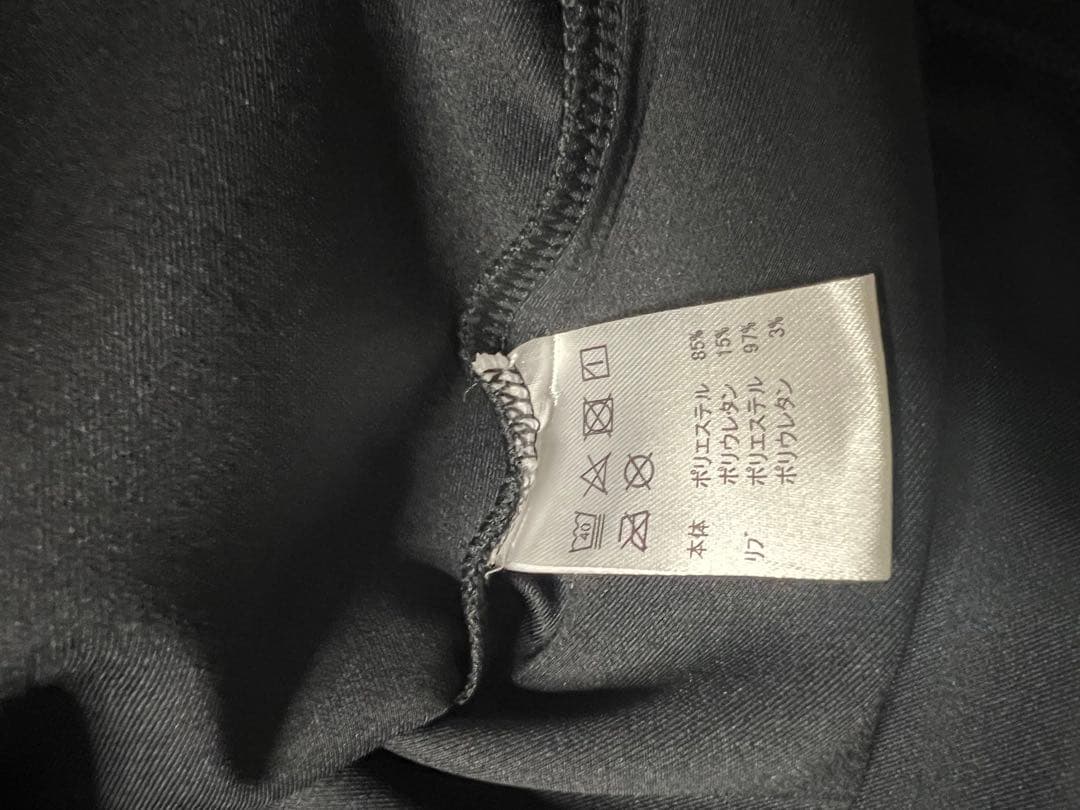 40
本体 ポリエステル 85%
ポリウレタン 15%
リブ ポリエステル 97%
ポリウレタン 3%